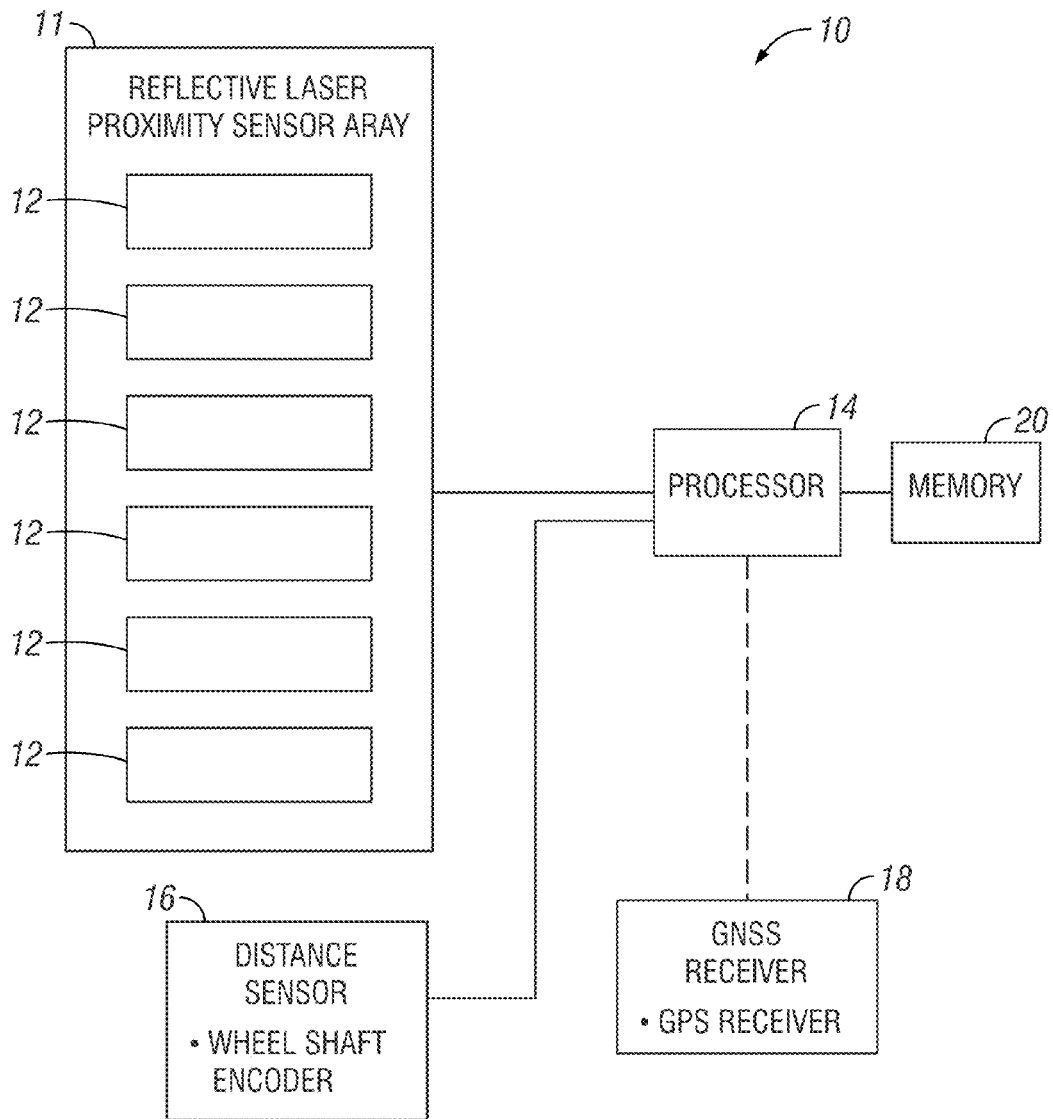 11
10
REFLECTIVE LASER
PROXIMITY SENSOR ARAY
12
12
12
12
12
12
14
PROCESSOR
20
MEMORY
16
DISTANCE
SENSOR
• WHEEL SHAFT
ENCODER
18
GNSS
RECEIVER
• GPS RECEIVER